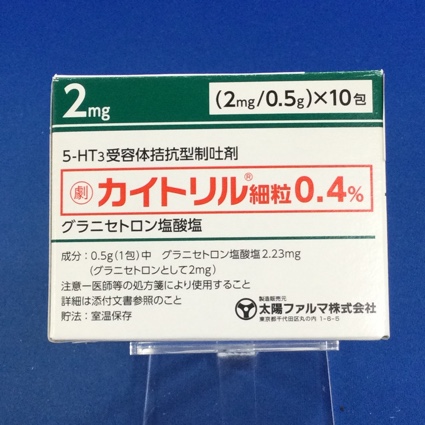 2mg
(2mg/0.5g)×10包
5-HT3受容体拮抗型制吐剤
劇 カイトリル®細粒0.4%
グラニセトロン塩酸塩
成分：0.5g(1包)中 グラニセトロン塩酸塩2.23mg
(グラニセトロンとして2mg)
注意－医師等の処方箋により使用すること
詳細は添付文書参照のこと
貯法：室温保存
製造販売元
太陽ファルマ株式会社
東京都千代田区丸の内 1-6-5